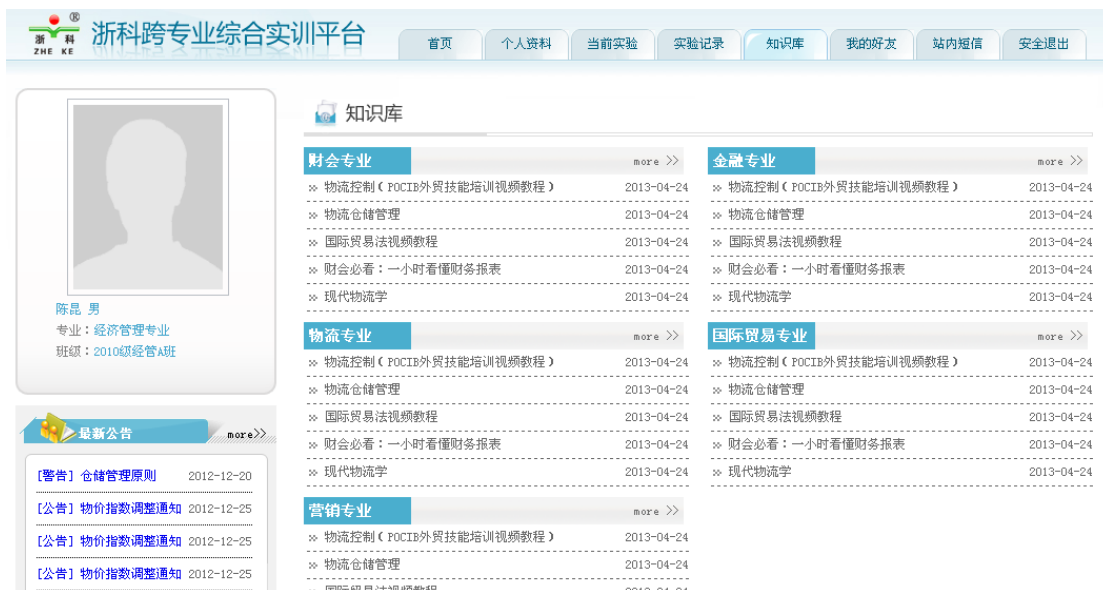 浙科
ZHE KE
®
浙科跨专业综合实训平台
首页 个人资料 当前实验 实验记录 知识库 我的好友 站内短信 安全退出
陈昆 男
专业：经济管理专业
班级：2010级经管A班
最新公告 more>>
[警告] 仓储管理原则 2012-12-20
[公告] 物价指数调整通知 2012-12-25
[公告] 物价指数调整通知 2012-12-25
[公告] 物价指数调整通知 2012-12-25
知识库
财会专业 more >>
» 物流控制（POCIB外贸技能培训视频教程） 2013-04-24
» 物流仓储管理 2013-04-24
» 国际贸易法视频教程 2013-04-24
» 财会必看：一小时看懂财务报表 2013-04-24
» 现代物流学 2013-04-24
金融专业 more >>
» 物流控制（POCIB外贸技能培训视频教程） 2013-04-24
» 物流仓储管理 2013-04-24
» 国际贸易法视频教程 2013-04-24
» 财会必看：一小时看懂财务报表 2013-04-24
» 现代物流学 2013-04-24
物流专业 more >>
» 物流控制（POCIB外贸技能培训视频教程） 2013-04-24
» 物流仓储管理 2013-04-24
» 国际贸易法视频教程 2013-04-24
» 财会必看：一小时看懂财务报表 2013-04-24
» 现代物流学 2013-04-24
国际贸易专业 more >>
» 物流控制（POCIB外贸技能培训视频教程） 2013-04-24
» 物流仓储管理 2013-04-24
» 国际贸易法视频教程 2013-04-24
» 财会必看：一小时看懂财务报表 2013-04-24
» 现代物流学 2013-04-24
营销专业 more >>
» 物流控制（POCIB外贸技能培训视频教程） 2013-04-24
» 物流仓储管理 2013-04-24